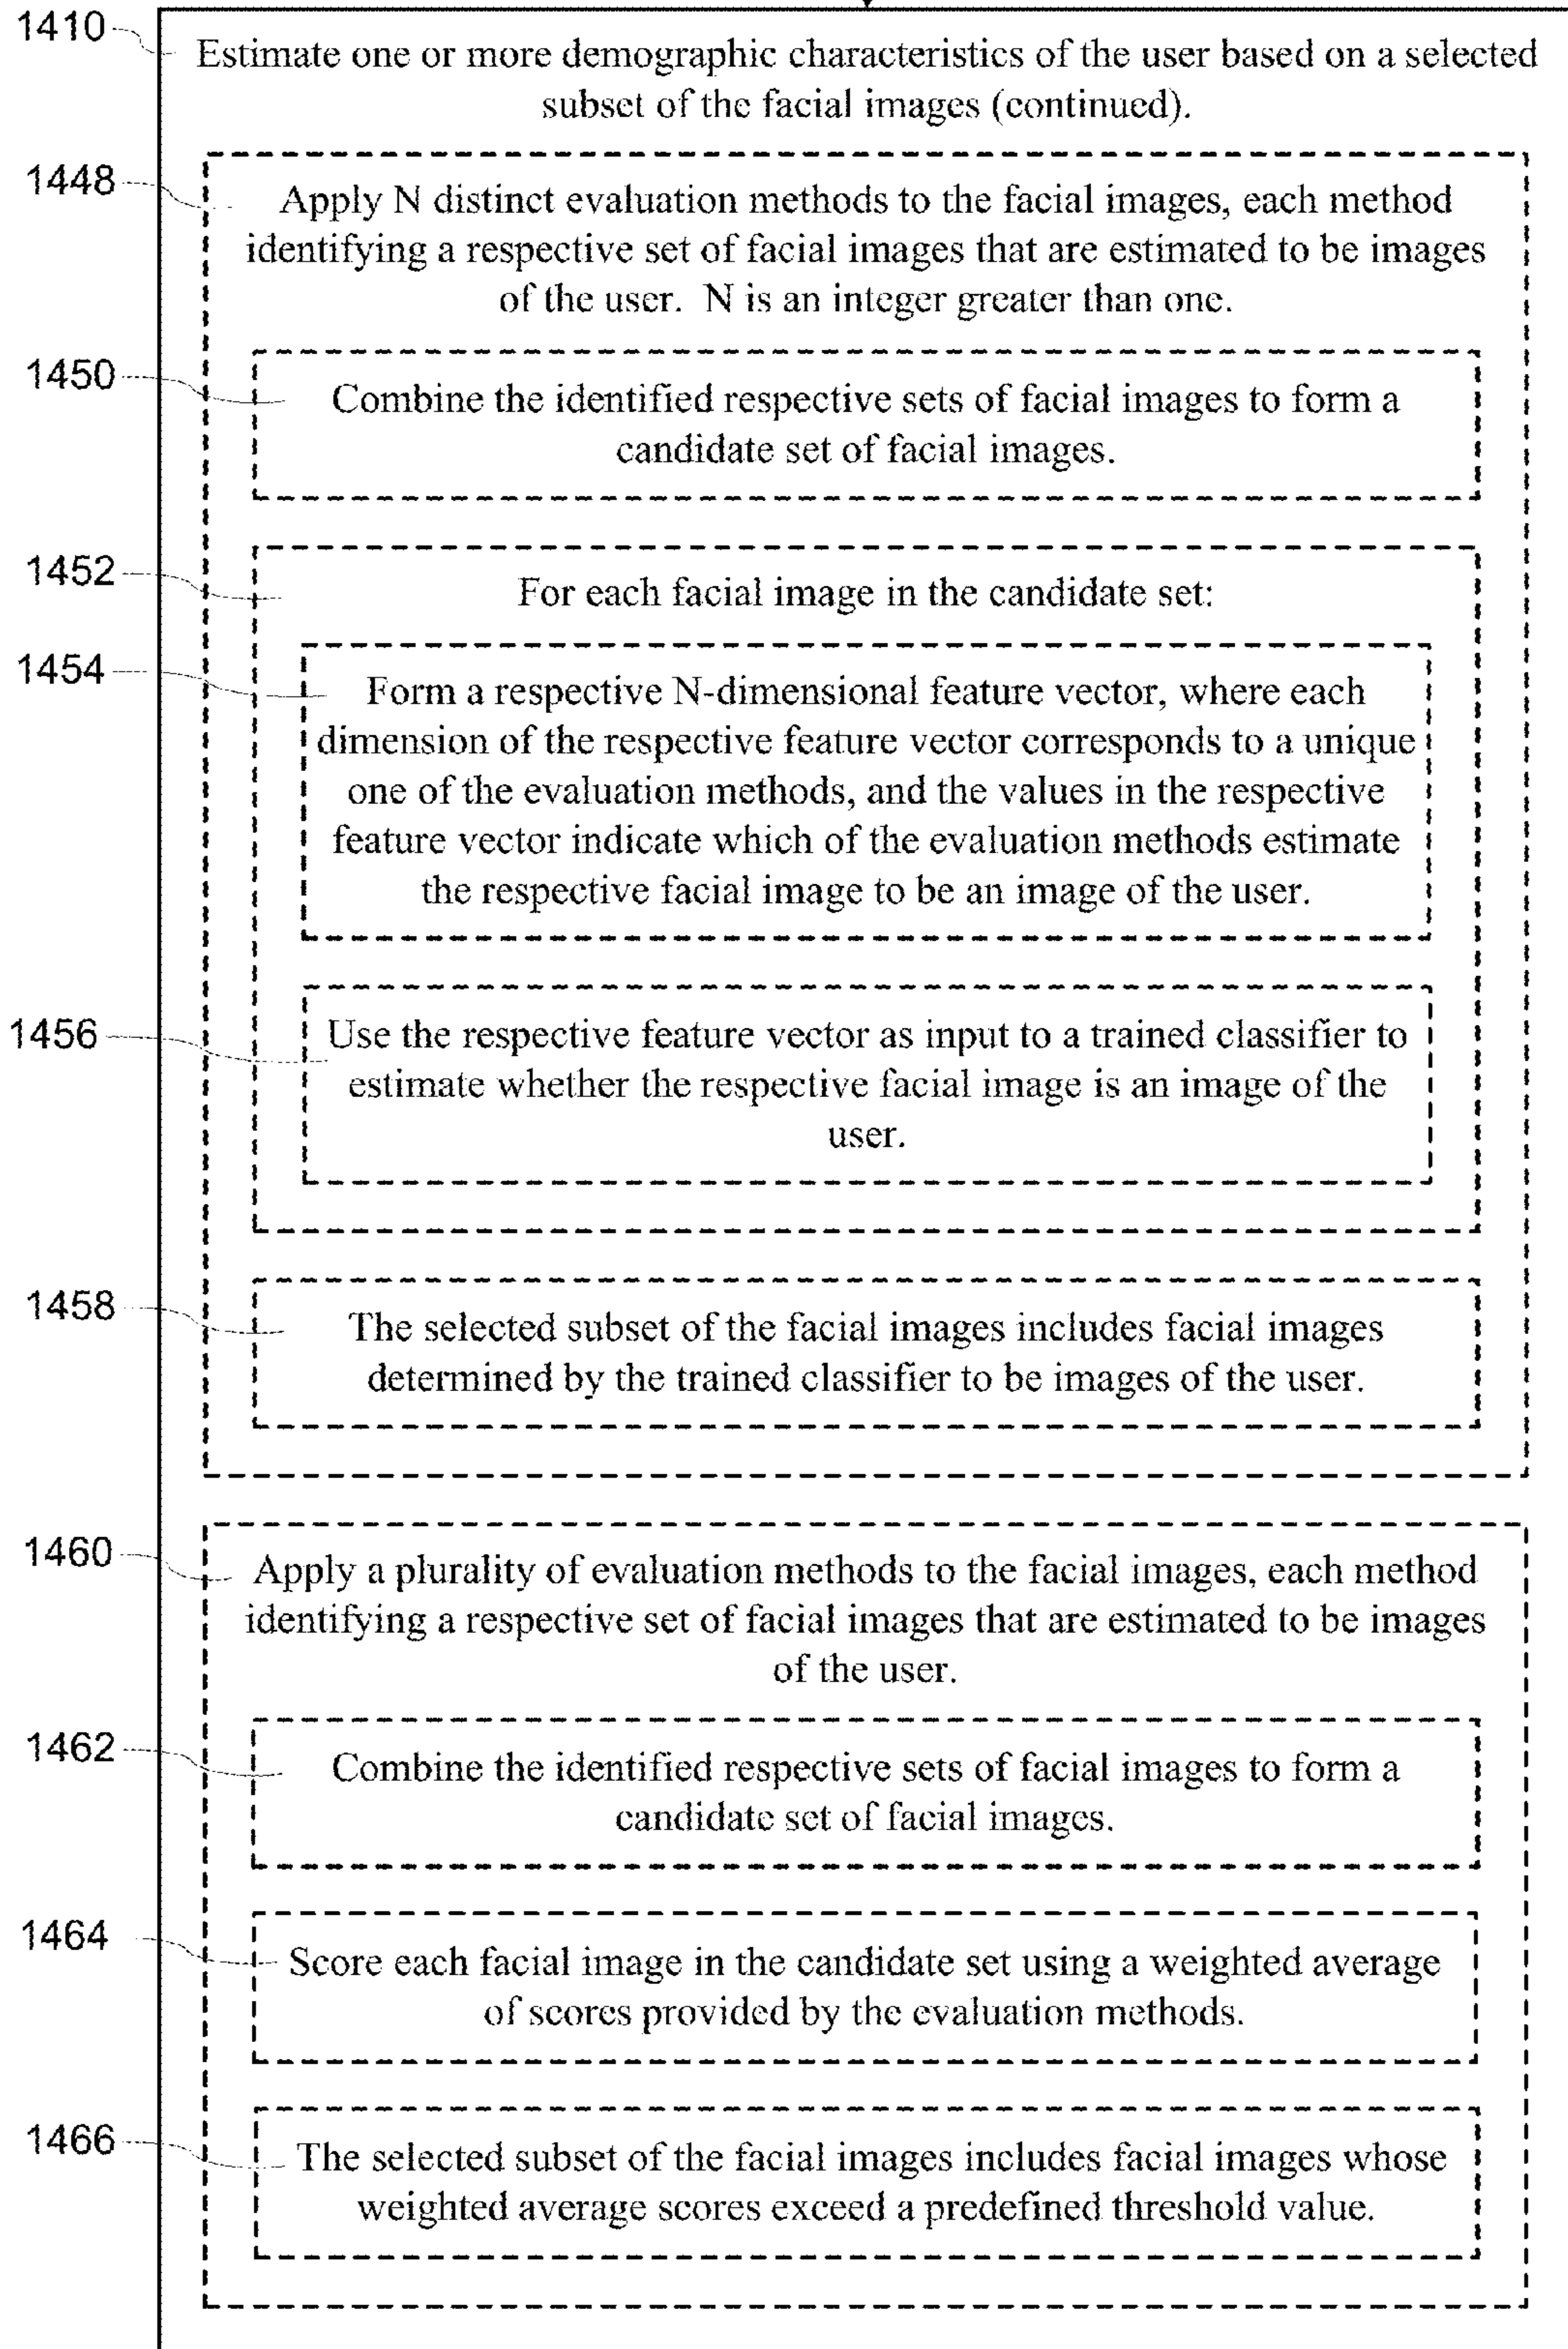 1410
Estimate one or more demographic characteristics of the user based on a selected
subset of the facial images (continued).
1448
Apply N distinct evaluation methods to the facial images, each method
identifying a respective set of facial images that are estimated to be images
of the user. N is an integer greater than one.
1450
Combine the identified respective sets of facial images to form a
candidate set of facial images.
1452
For each facial image in the candidate set:
1454
Form a respective N-dimensional feature vector, where each
dimension of the respective feature vector corresponds to a unique
one of the evaluation methods, and the values in the respective
feature vector indicate which of the evaluation methods estimate
the respective facial image to be an image of the user.
1456
Use the respective feature vector as input to a trained classifier to
estimate whether the respective facial image is an image of the
user.
1458
The selected subset of the facial images includes facial images
determined by the trained classifier to be images of the user.
1460
Apply a plurality of evaluation methods to the facial images, each method
identifying a respective set of facial images that are estimated to be images
of the user.
1462
Combine the identified respective sets of facial images to form a
candidate set of facial images.
1464
Score each facial image in the candidate set using a weighted average
of scores provided by the evaluation methods.
1466
The selected subset of the facial images includes facial images whose
weighted average scores exceed a predefined threshold value.